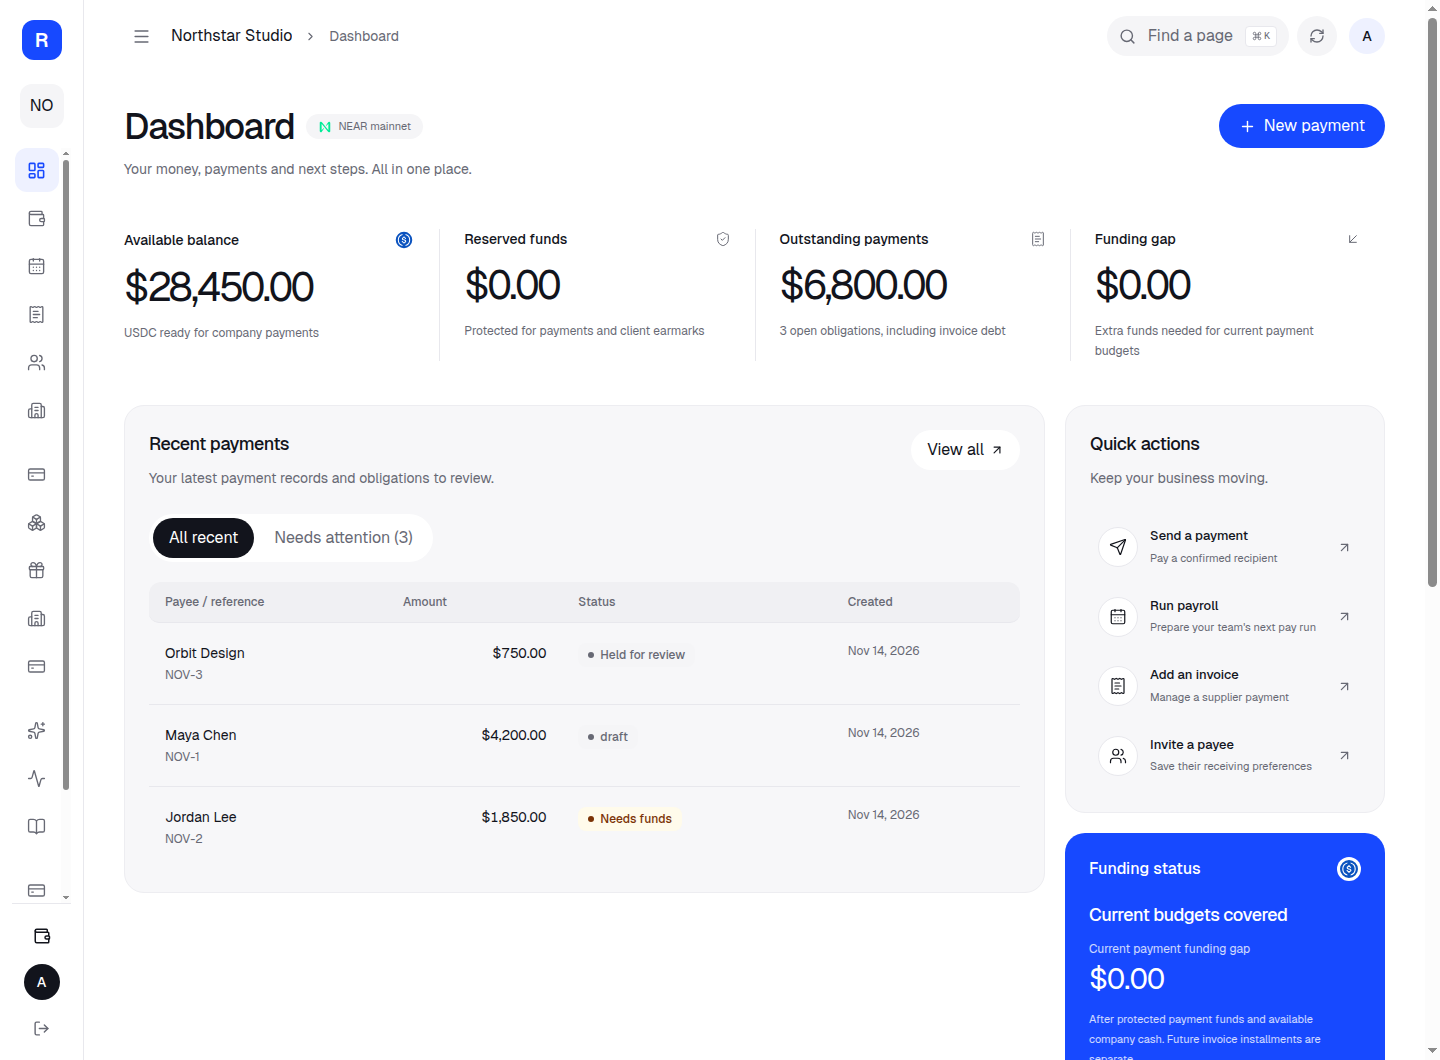 R
NO
Northstar Studio
Dashboard
Find a page
⌘ K
A
Dashboard
NEAR mainnet
New payment
Your money, payments and next steps. All in one place.
Available balance
$28,450.00
USDC ready for company payments
Reserved funds
$0.00
Protected for payments and client earmarks
Outstanding payments
$6,800.00
3 open obligations, including invoice debt
Funding gap
$0.00
Extra funds needed for current payment
budgets
Recent payments
View all
Your latest payment records and obligations to review.
All recent
Needs attention (3)
Payee / reference Amount Status Created
Orbit Design $750.00 Held for review Nov 14, 2026
NOV-3
Maya Chen $4,200.00 draft Nov 14, 2026
NOV-1
Jordan Lee $1,850.00 Needs funds Nov 14, 2026
NOV-2
Quick actions
Keep your business moving.
Send a payment
Pay a confirmed recipient
Run payroll
Prepare your team's next pay run
Add an invoice
Manage a supplier payment
Invite a payee
Save their receiving preferences
Funding status
Current budgets covered
Current payment funding gap
$0.00
After protected payment funds and available
company cash. Future invoice installments are
separate.
A